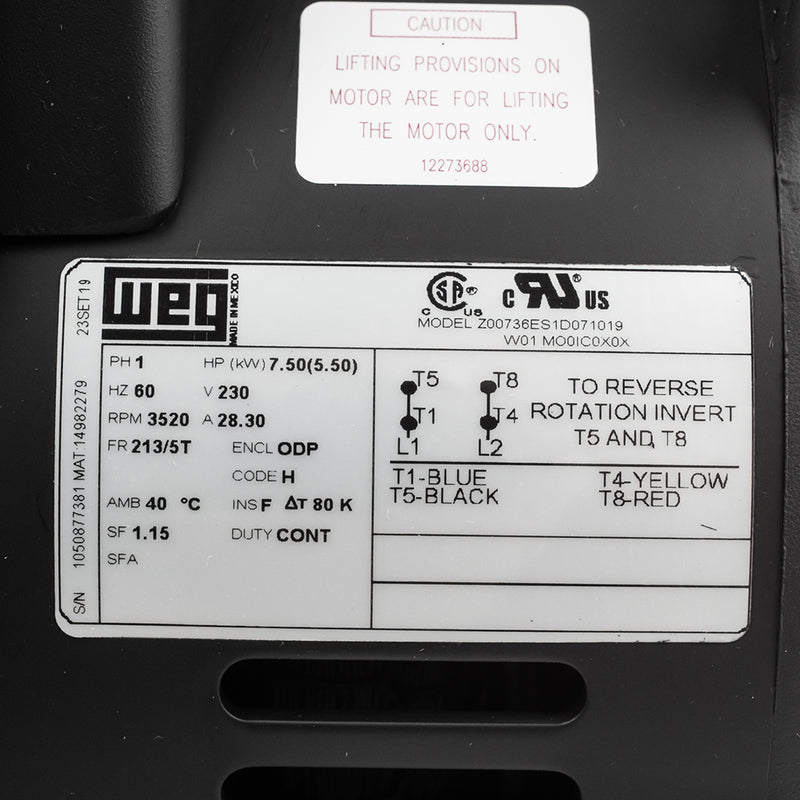 CAUTION
LIFTING PROVISIONS ON
MOTOR ARE FOR LIFTING
THE MOTOR ONLY.
12273688
23SET19
S/N 1050877381 MAT:14982279
WEG
MADE IN MEXICO
SA ®
C US
C RU ® US
MODEL Z00736ES1D071019
W01 MO0IC0X0X
PH 1 HP (kW) 7.50(5.50)
HZ 60 V 230
RPM 3520 A 28.30
FR 213/5T ENCL ODP
CODE H
AMB 40 °C INS F ΔT 80 K
SF 1.15 DUTY CONT
SFA
T5 T8
T1 T4
L1 L2
TO REVERSE
ROTATION INVERT
T5 AND T8
T1-BLUE T4-YELLOW
T5-BLACK T8-RED